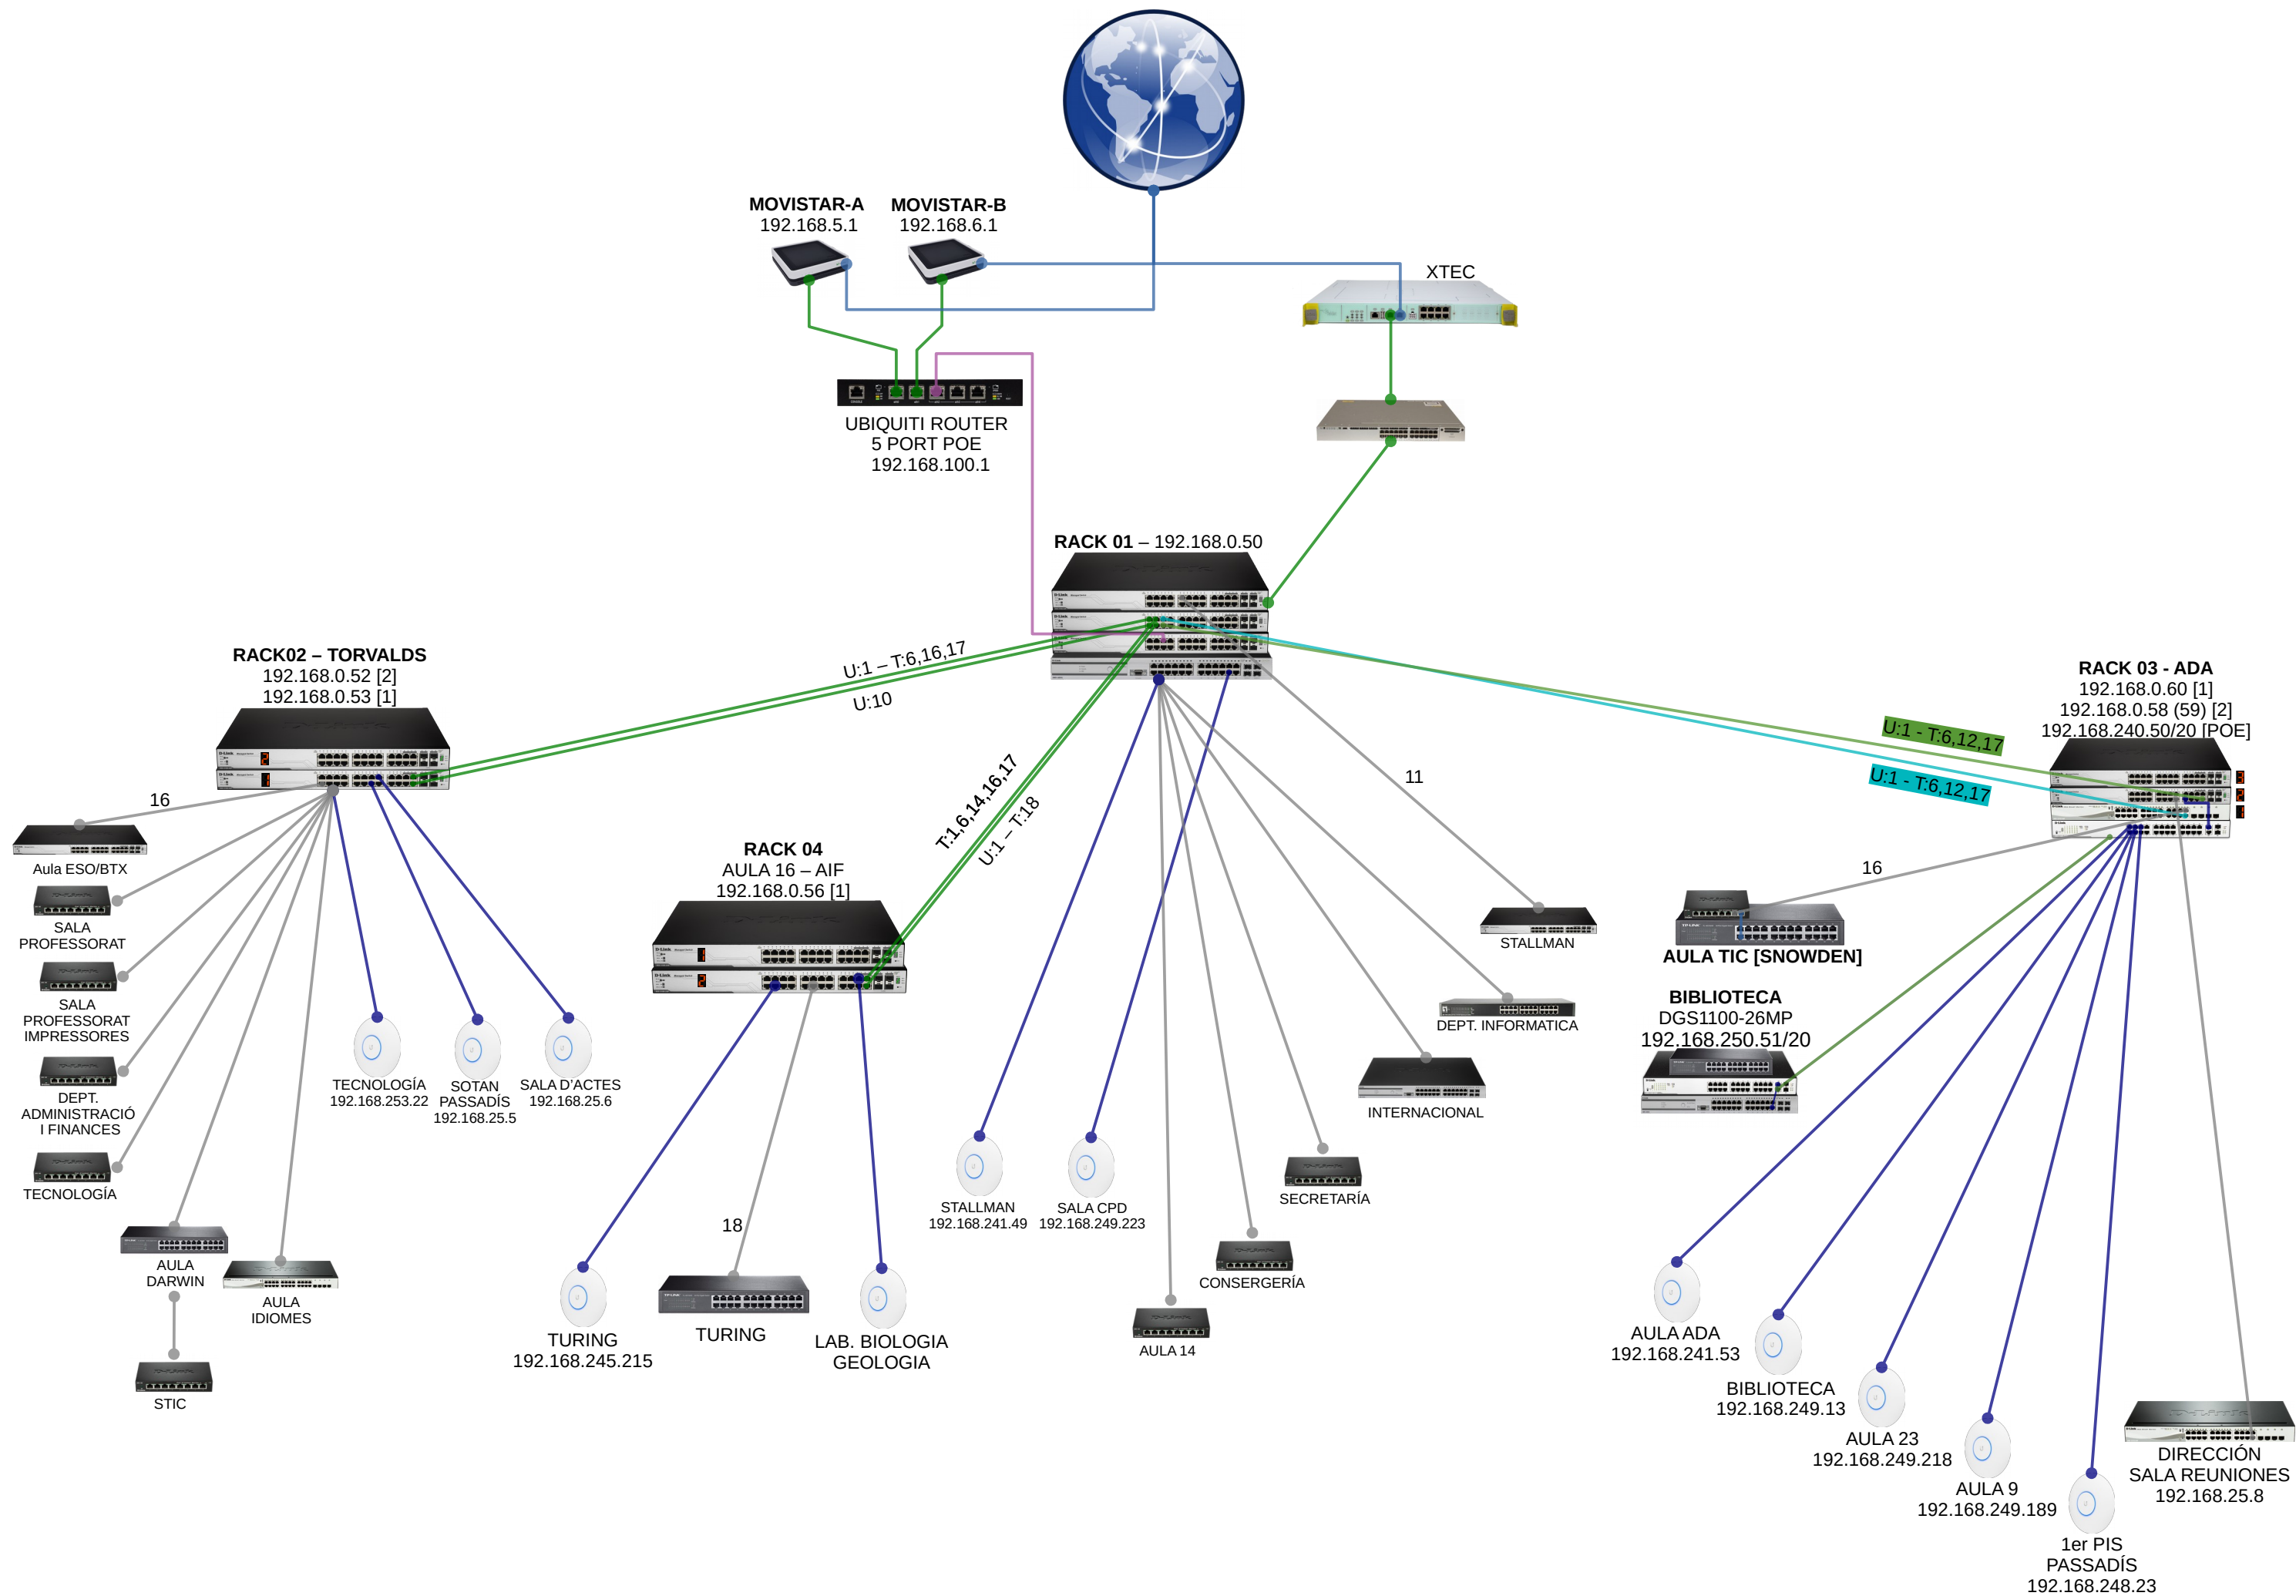 MOVISTAR-A
192.168.5.1
MOVISTAR-B
192.168.6.1
XTEC
UBIQUITI ROUTER
5 PORT POE
192.168.100.1
RACK 01 – 192.168.0.50
RACK02 – TORVALDS
192.168.0.52 [2]
192.168.0.53 [1]
U:1 – T:6,16,17
U:10
RACK 03 - ADA
192.168.0.60 [1]
192.168.0.58 (59) [2]
192.168.240.50/20 [POE]
U:1 - T:6,12,17
U:1 - T:6,12,17
T:1,6,14,16,17
U:1 – T:18
11
16
Aula ESO/BTX
SALA
PROFESSORAT
SALA
PROFESSORAT
IMPRESSORES
DEPT.
ADMINISTRACIÓ
I FINANCES
TECNOLOGÍA
AULA
DARWIN
AULA
IDIOMES
STIC
TECNOLOGÍA
192.168.253.22
SOTAN
PASSADÍS
192.168.25.5
SALA D'ACTES
192.168.25.6
RACK 04
AULA 16 – AIF
192.168.0.56 [1]
18
TURING
192.168.245.215
TURING
LAB. BIOLOGIA
GEOLOGIA
STALLMAN
192.168.241.49
SALA CPD
192.168.249.223
AULA 14
CONSERGERÍA
SECRETARÍA
INTERNACIONAL
DEPT. INFORMATICA
STALLMAN
16
AULA TIC [SNOWDEN]
BIBLIOTECA
DGS1100-26MP
192.168.250.51/20
AULA ADA
192.168.241.53
BIBLIOTECA
192.168.249.13
AULA 23
192.168.249.218
AULA 9
192.168.249.189
1er PIS
PASSADÍS
192.168.248.23
DIRECCIÓN
SALA REUNIONES
192.168.25.8